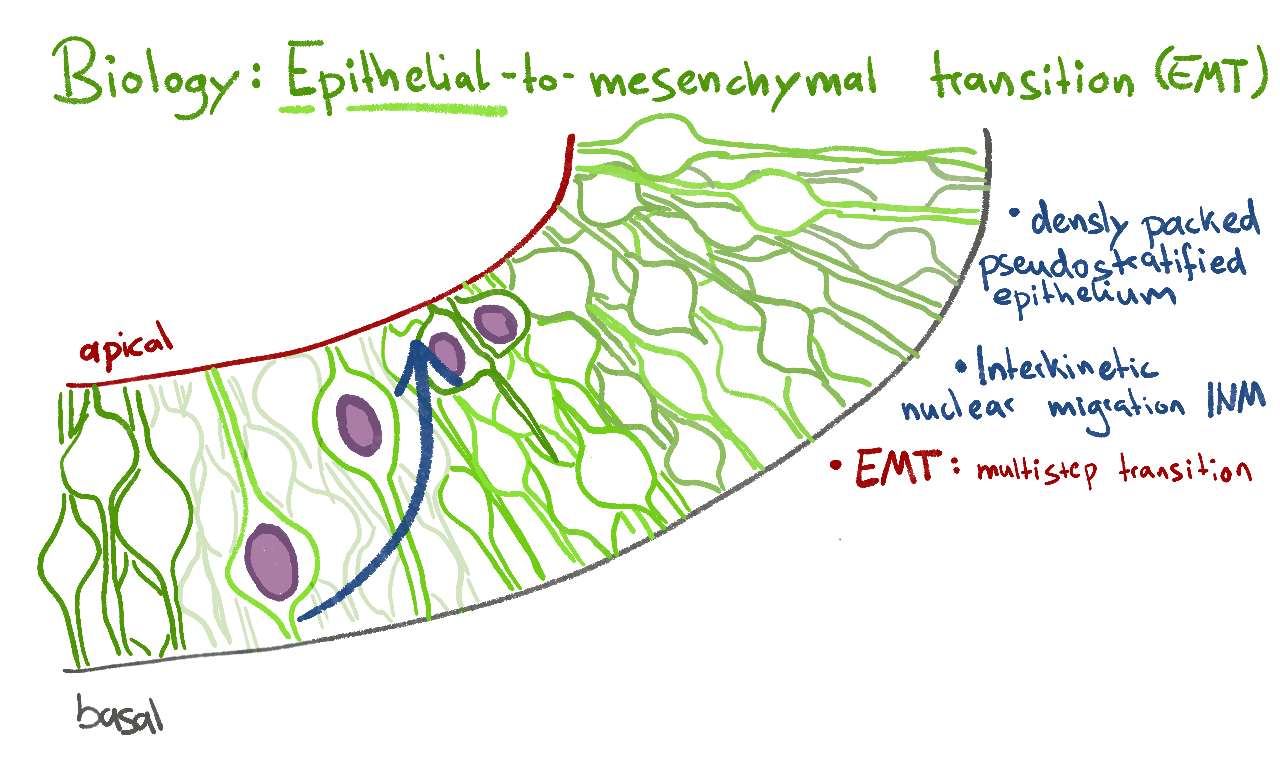 Biology: Epithelial-to-mesenchymal transition (EMT)
• densly packed
pseudostratified
epithelium
apical
• Interkinetic
nuclear migration INM
• EMT: multistep transition
basal